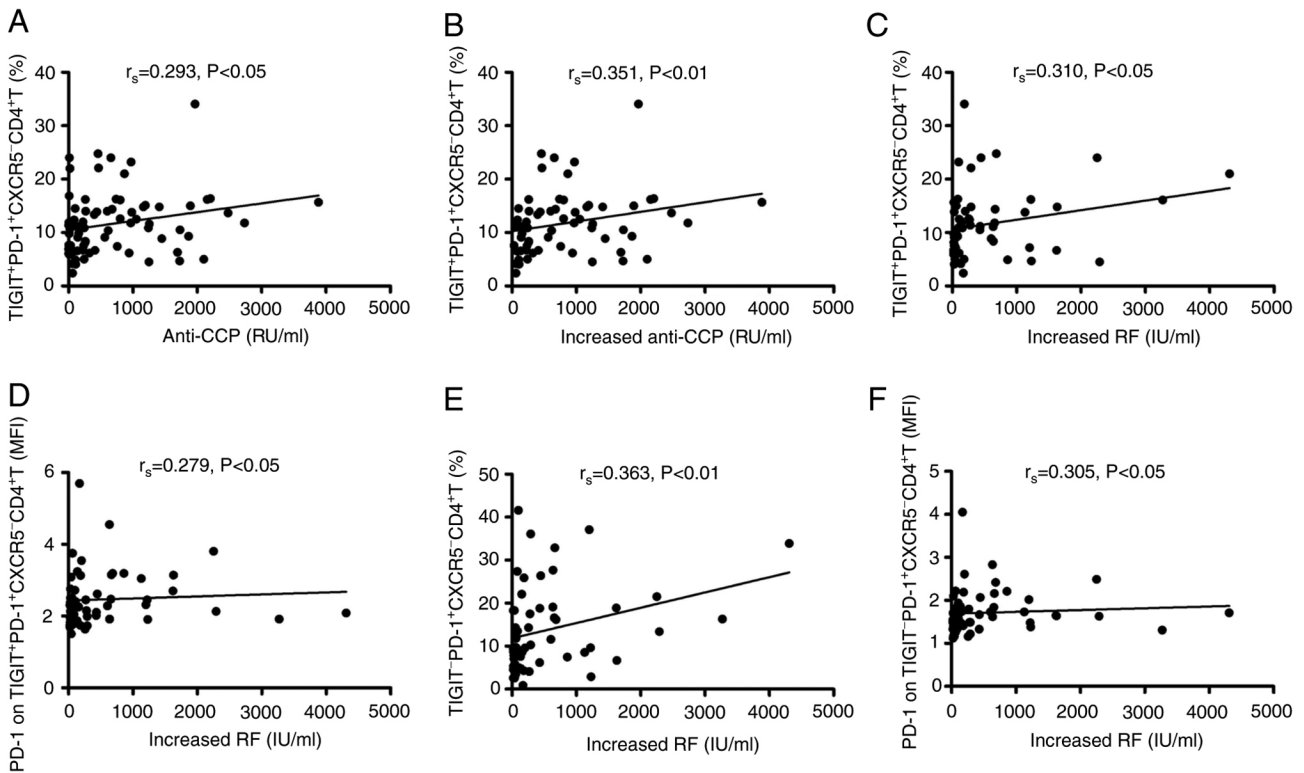 A
TIGIT⁺PD-1⁺CXCR5⁻CD4⁺T (%)
rₛ=0.293, P<0.05
40
30
20
10
0
0 1000 2000 3000 4000 5000
Anti-CCP (RU/ml)
B
TIGIT⁺PD-1⁺CXCR5⁻CD4⁺T (%)
rₛ=0.351, P<0.01
40
30
20
10
0
0 1000 2000 3000 4000 5000
Increased anti-CCP (RU/ml)
C
TIGIT⁺PD-1⁺CXCR5⁻CD4⁺T (%)
rₛ=0.310, P<0.05
40
30
20
10
0
0 1000 2000 3000 4000 5000
Increased RF (IU/ml)
D
PD-1 on TIGIT⁺PD-1⁺CXCR5⁻CD4⁺T (MFI)
rₛ=0.279, P<0.05
6
4
2
0
0 1000 2000 3000 4000 5000
Increased RF (IU/ml)
E
TIGIT⁻PD-1⁺CXCR5⁻CD4⁺T (%)
rₛ=0.363, P<0.01
50
40
30
20
10
0
0 1000 2000 3000 4000 5000
Increased RF (IU/ml)
F
PD-1 on TIGIT⁻PD-1⁺CXCR5⁻CD4⁺T (MFI)
rₛ=0.305, P<0.05
5
4
3
2
1
0
0 1000 2000 3000 4000 5000
Increased RF (IU/ml)